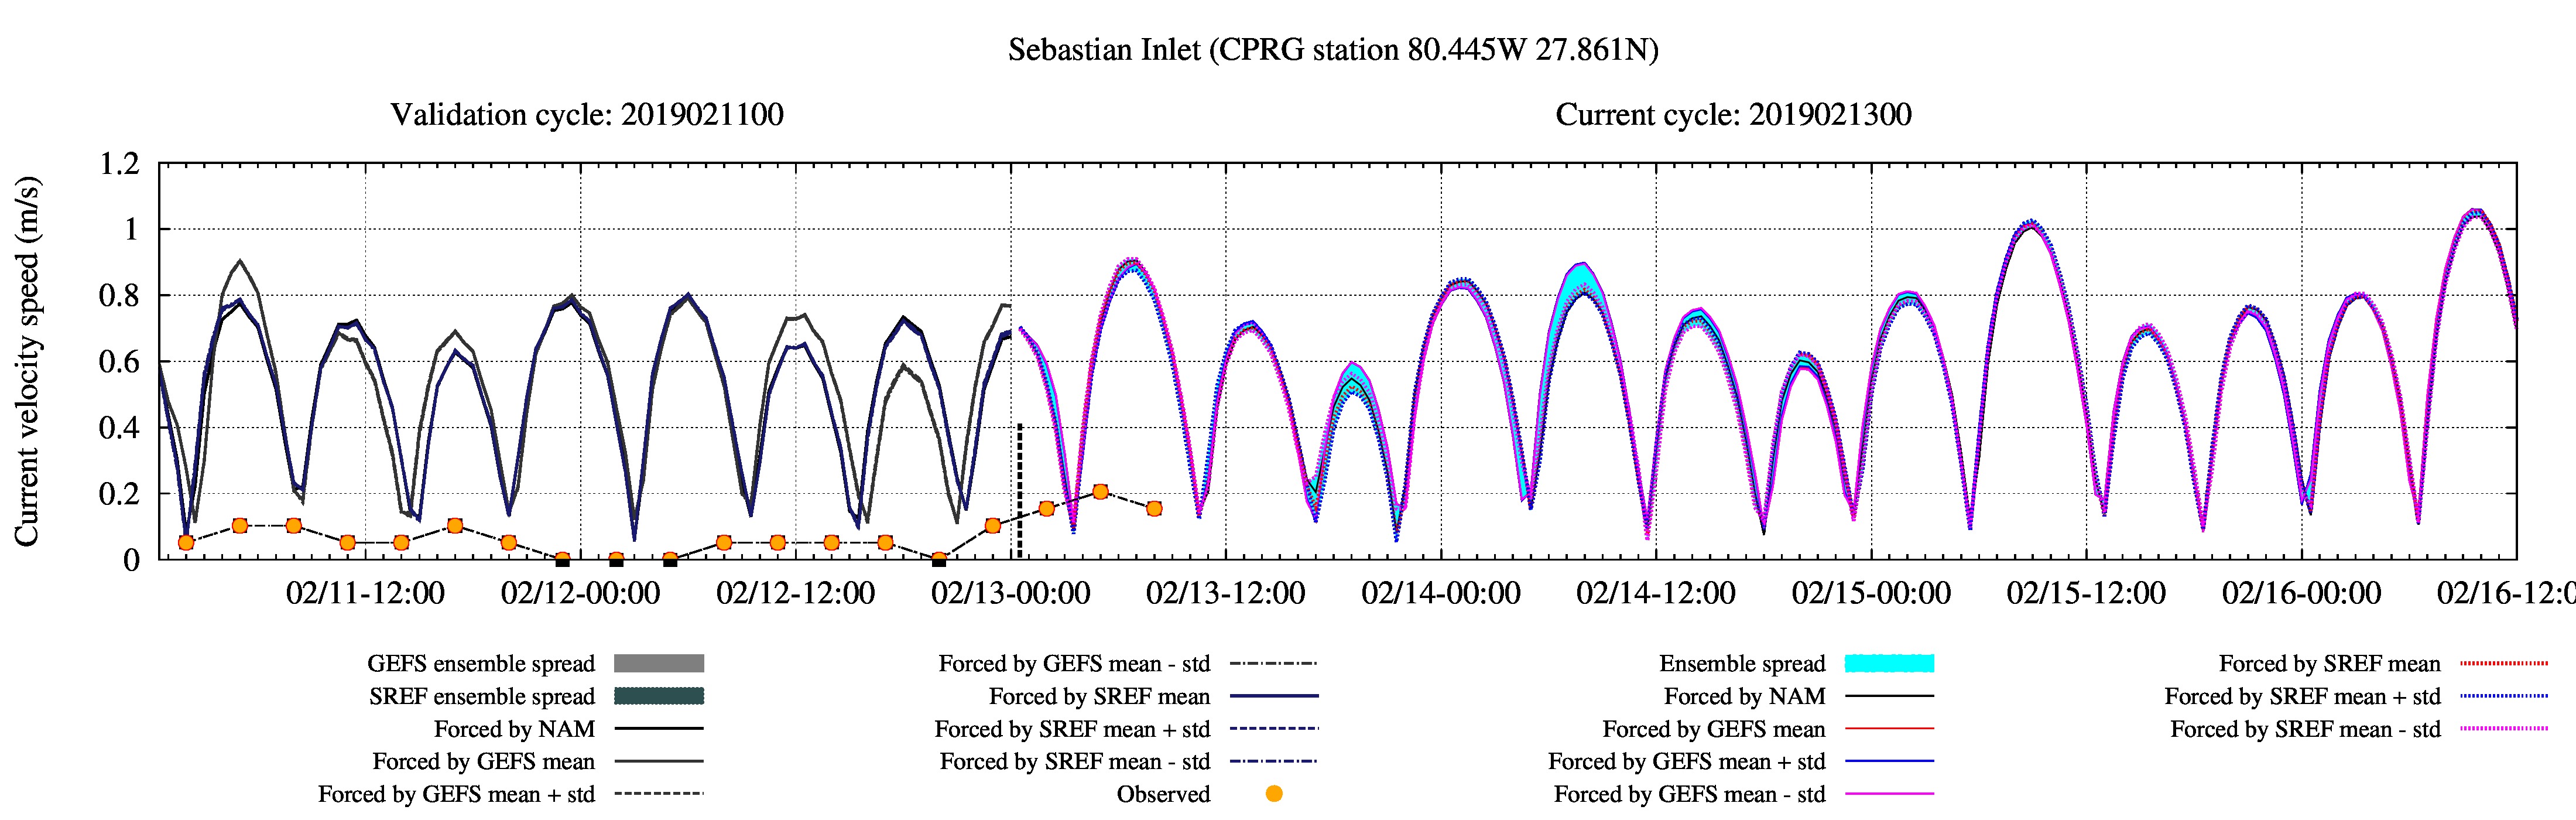 Sebastian Inlet (CPRG station 80.445W 27.861N)
Validation cycle: 2019021100
Current cycle: 2019021300
Current velocity speed (m/s)
1.2
1
0.8
0.6
0.4
0.2
0
02/11-12:00 02/12-00:00 02/12-12:00 02/13-00:00 02/13-12:00 02/14-00:00 02/14-12:00 02/15-00:00 02/15-12:00 02/16-00:00 02/16-12:0
GEFS ensemble spread
SREF ensemble spread
Forced by NAM
Forced by GEFS mean
Forced by GEFS mean + std
Forced by GEFS mean - std
Forced by SREF mean
Forced by SREF mean + std
Forced by SREF mean - std
Observed
Ensemble spread
Forced by NAM
Forced by GEFS mean
Forced by GEFS mean + std
Forced by GEFS mean - std
Forced by SREF mean
Forced by SREF mean + std
Forced by SREF mean - std